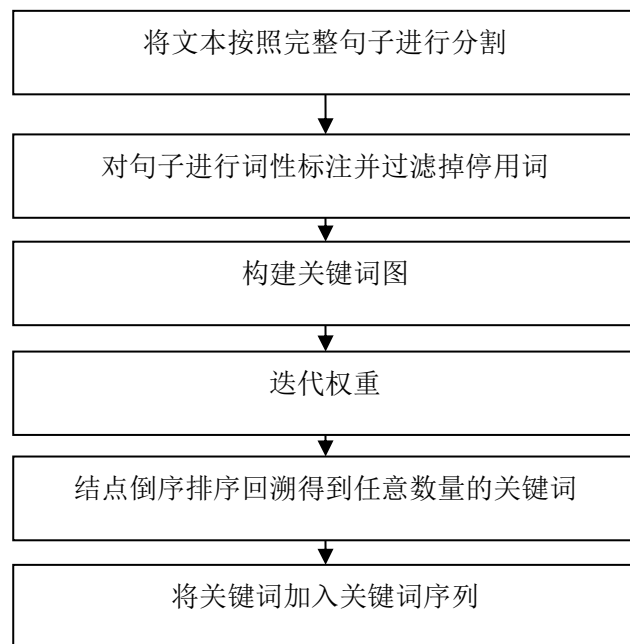 将文本按照完整句子进行分割
对句子进行词性标注并过滤掉停用词
构建关键词图
迭代权重
结点倒序排序回溯得到任意数量的关键词
将关键词加入关键词序列